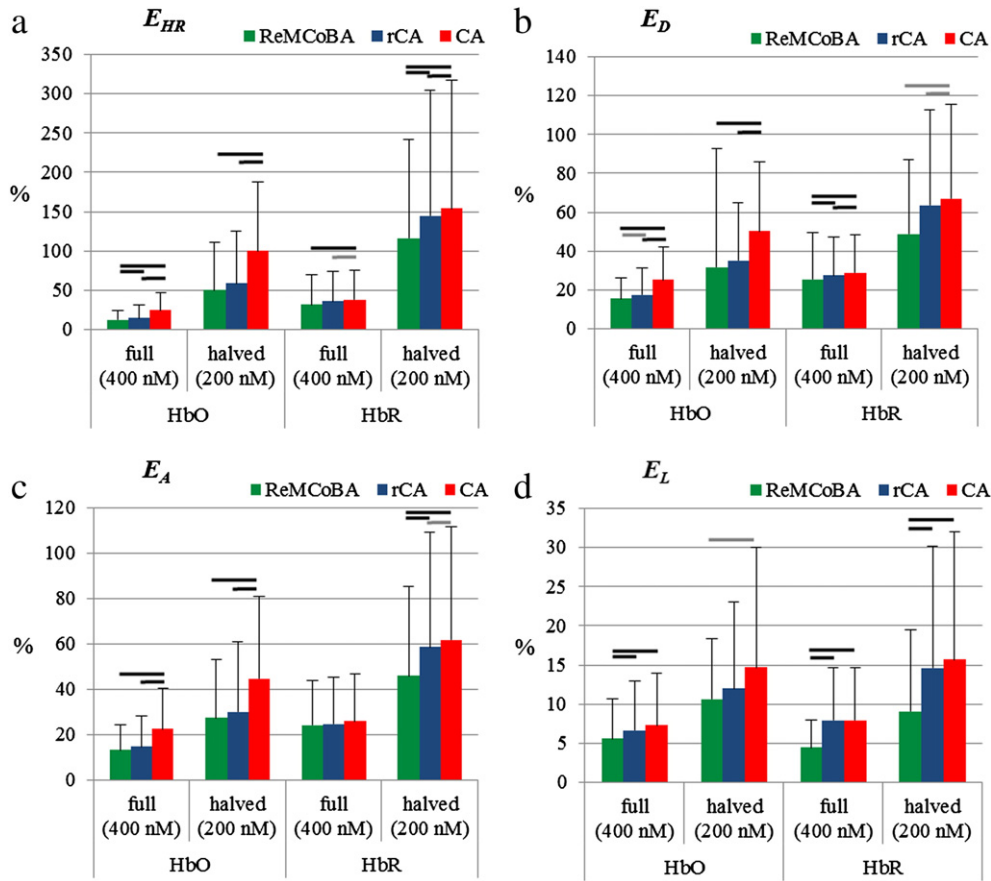 a
E_HR
ReMCoBA rCA CA
350
300
250
200
150
100
50
0
%
full (400 nM)
halved (200 nM)
full (400 nM)
halved (200 nM)
HbO
HbR
b
E_D
ReMCoBA rCA CA
140
120
100
80
60
40
20
0
%
full (400 nM)
halved (200 nM)
full (400 nM)
halved (200 nM)
HbO
HbR
c
E_A
ReMCoBA rCA CA
120
100
80
60
40
20
0
%
full (400 nM)
halved (200 nM)
full (400 nM)
halved (200 nM)
HbO
HbR
d
E_L
ReMCoBA rCA CA
35
30
25
20
15
10
5
0
%
full (400 nM)
halved (200 nM)
full (400 nM)
halved (200 nM)
HbO
HbR